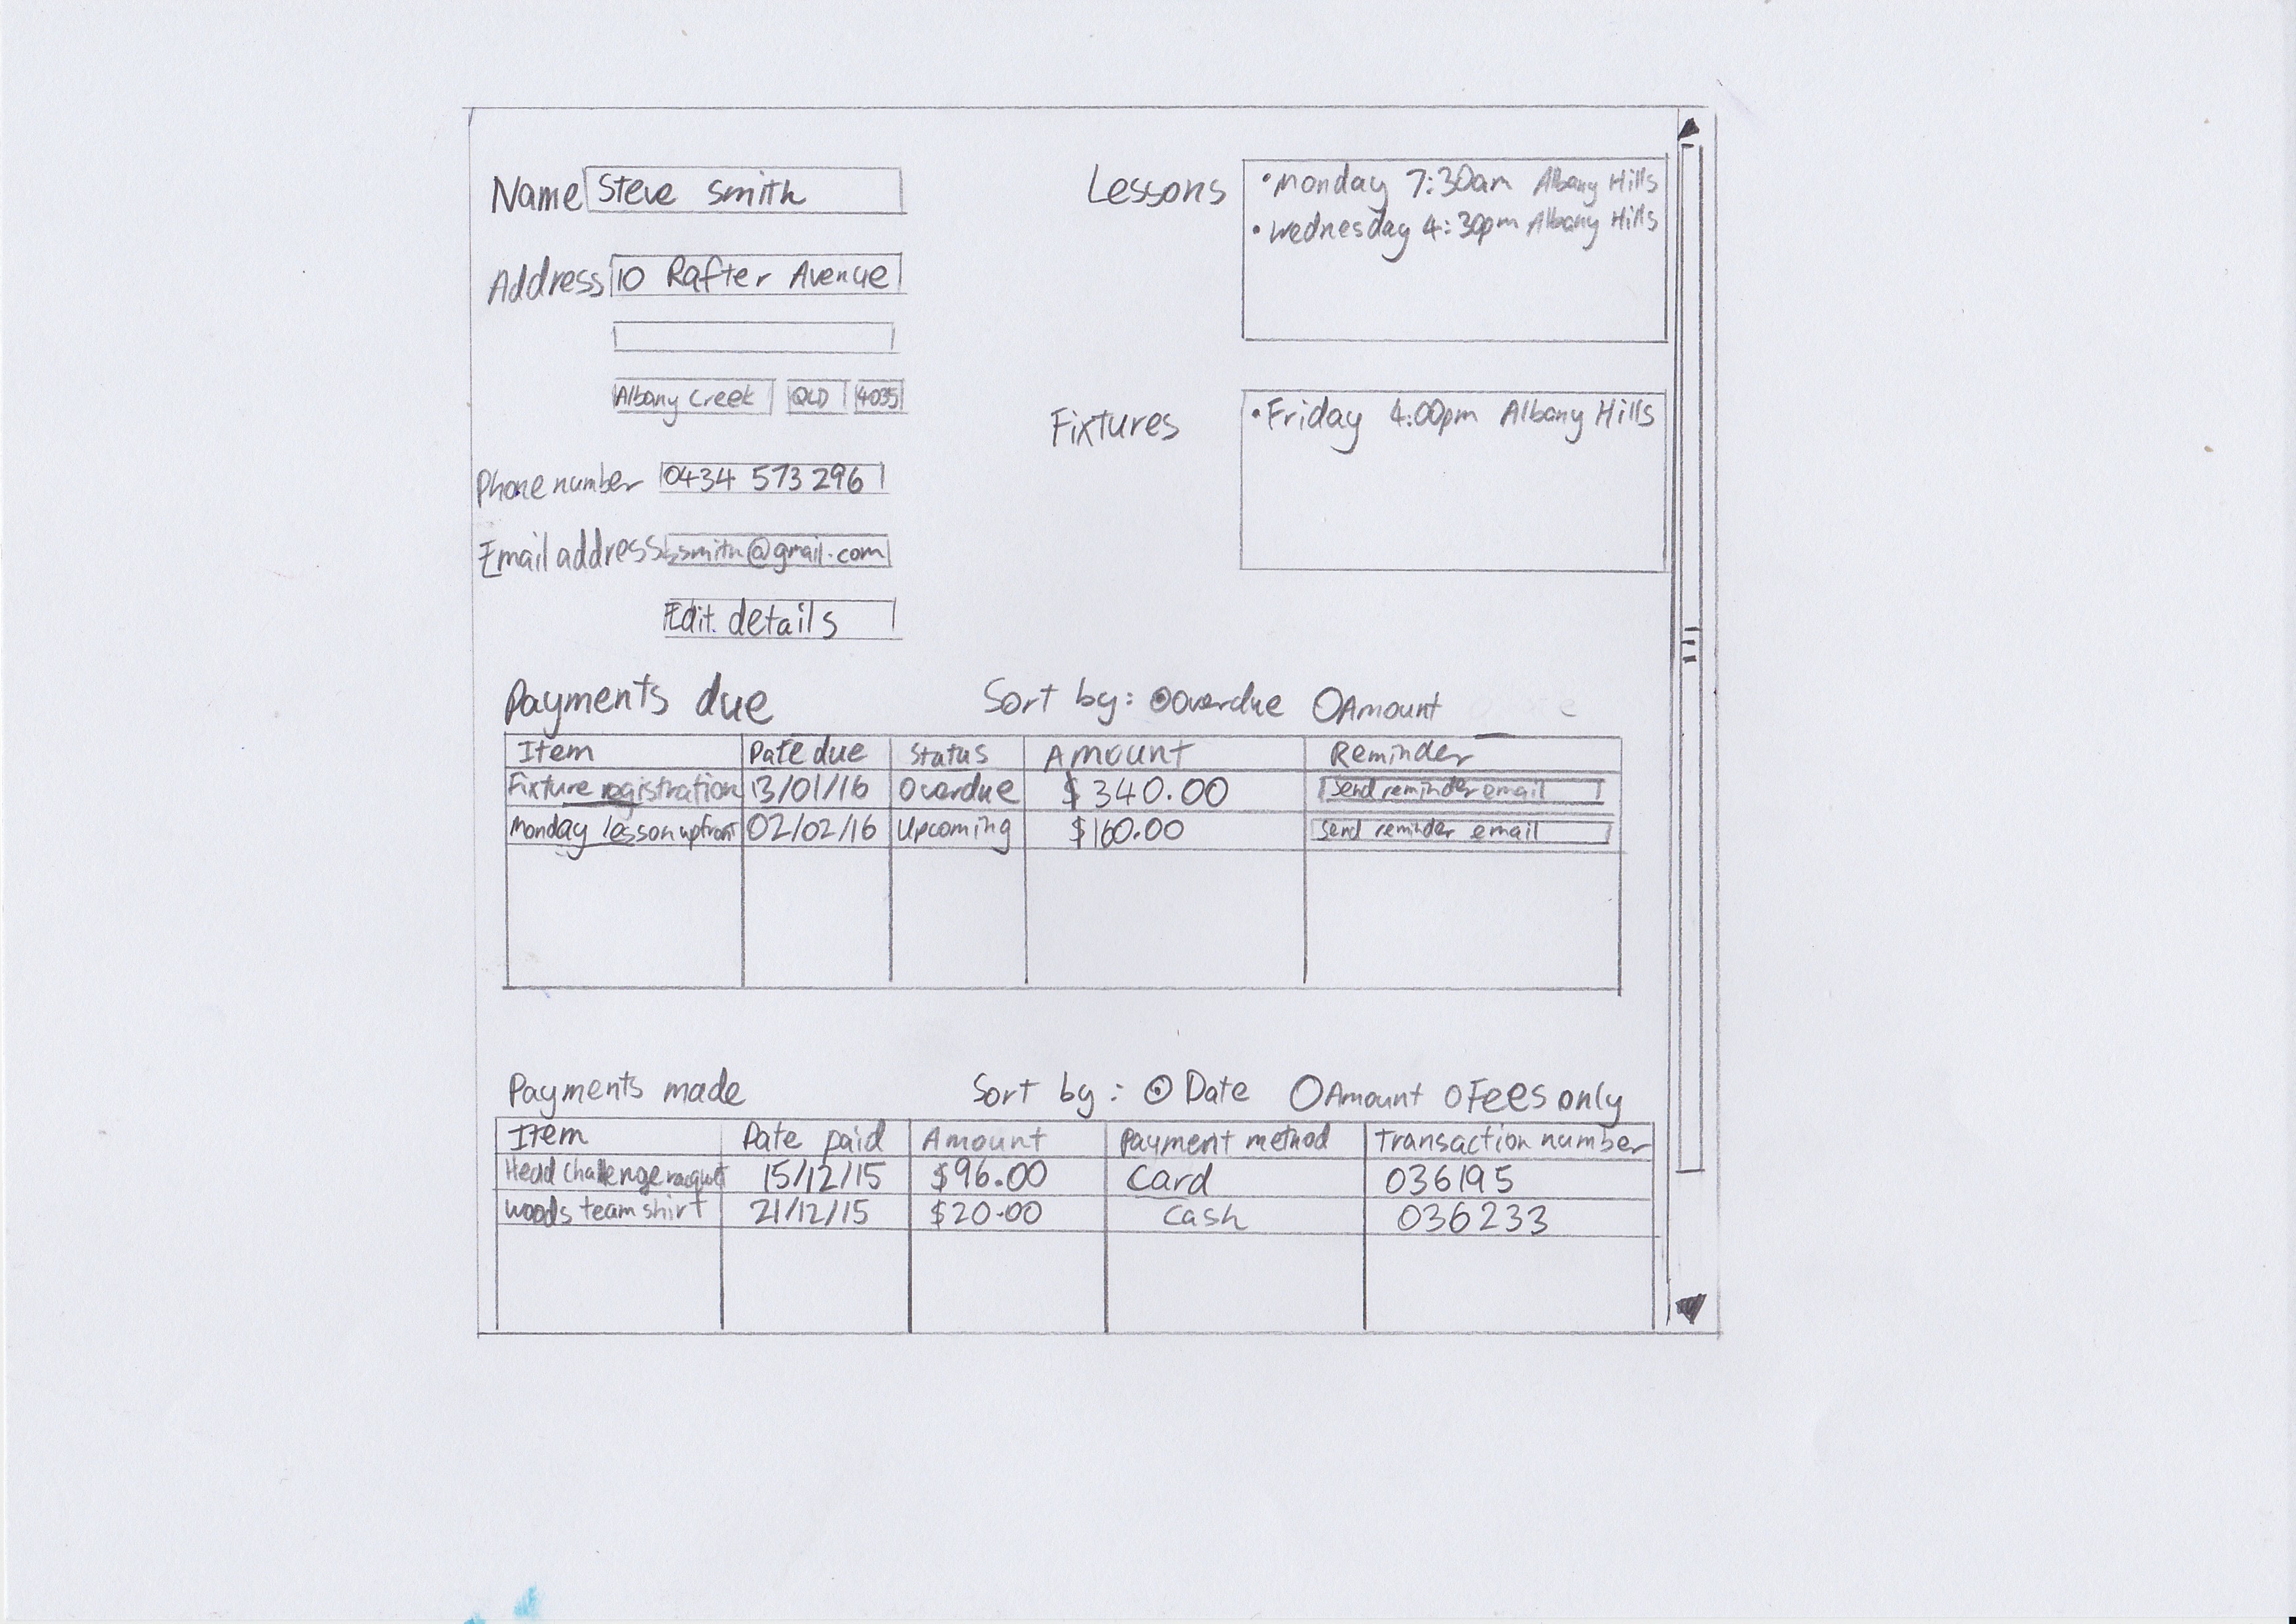 Name Steve Smith
Address 10 Rafter Avenue
Albany Creek QLD 4035
Phone number 0434 573 296
Email address ssmith@gmail.com
Edit details
Lessons
• Monday 7:30am Albany Hills
• Wednesday 4:30pm Albany Hills
Fixtures
• Friday 4:00pm Albany Hills
Payments due Sort by: Overdue Amount
Item Date due Status Amount Reminder
Fixture registration 13/01/16 Overdue $340.00 Send reminder email
Monday lesson upfront 02/02/16 Upcoming $160.00 Send reminder email
Payments made Sort by: Date Amount Fees only
Item Date paid Amount Payment method Transaction number
Head challenge racquet 15/12/15 $96.00 Card 036195
Woods team shirt 21/12/15 $20.00 Cash 036233